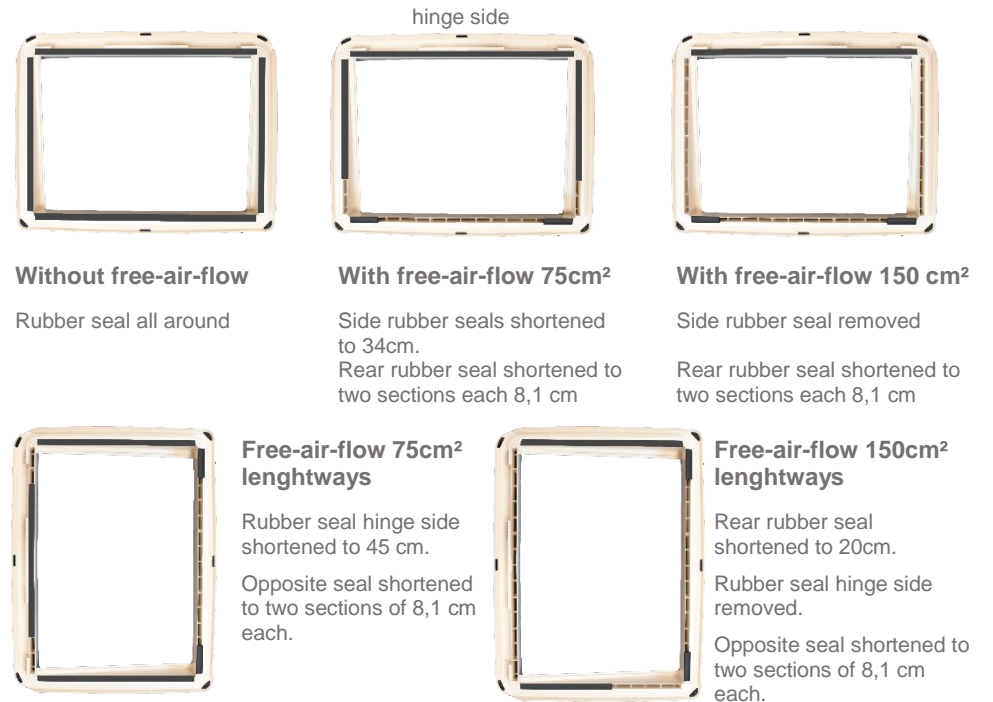 hinge side
Without free-air-flow
Rubber seal all around
With free-air-flow 75cm²
Side rubber seals shortened
to 34cm.
Rear rubber seal shortened to
two sections each 8,1 cm
With free-air-flow 150 cm²
Side rubber seal removed
Rear rubber seal shortened to
two sections each 8,1 cm
Free-air-flow 75cm²
lenghtways
Rubber seal hinge side
shortened to 45 cm.
Opposite seal shortened
to two sections of 8,1 cm
each.
Free-air-flow 150cm²
lenghtways
Rear rubber seal
shortened to 20cm.
Rubber seal hinge side
removed.
Opposite seal shortened to
two sections of 8,1 cm
each.